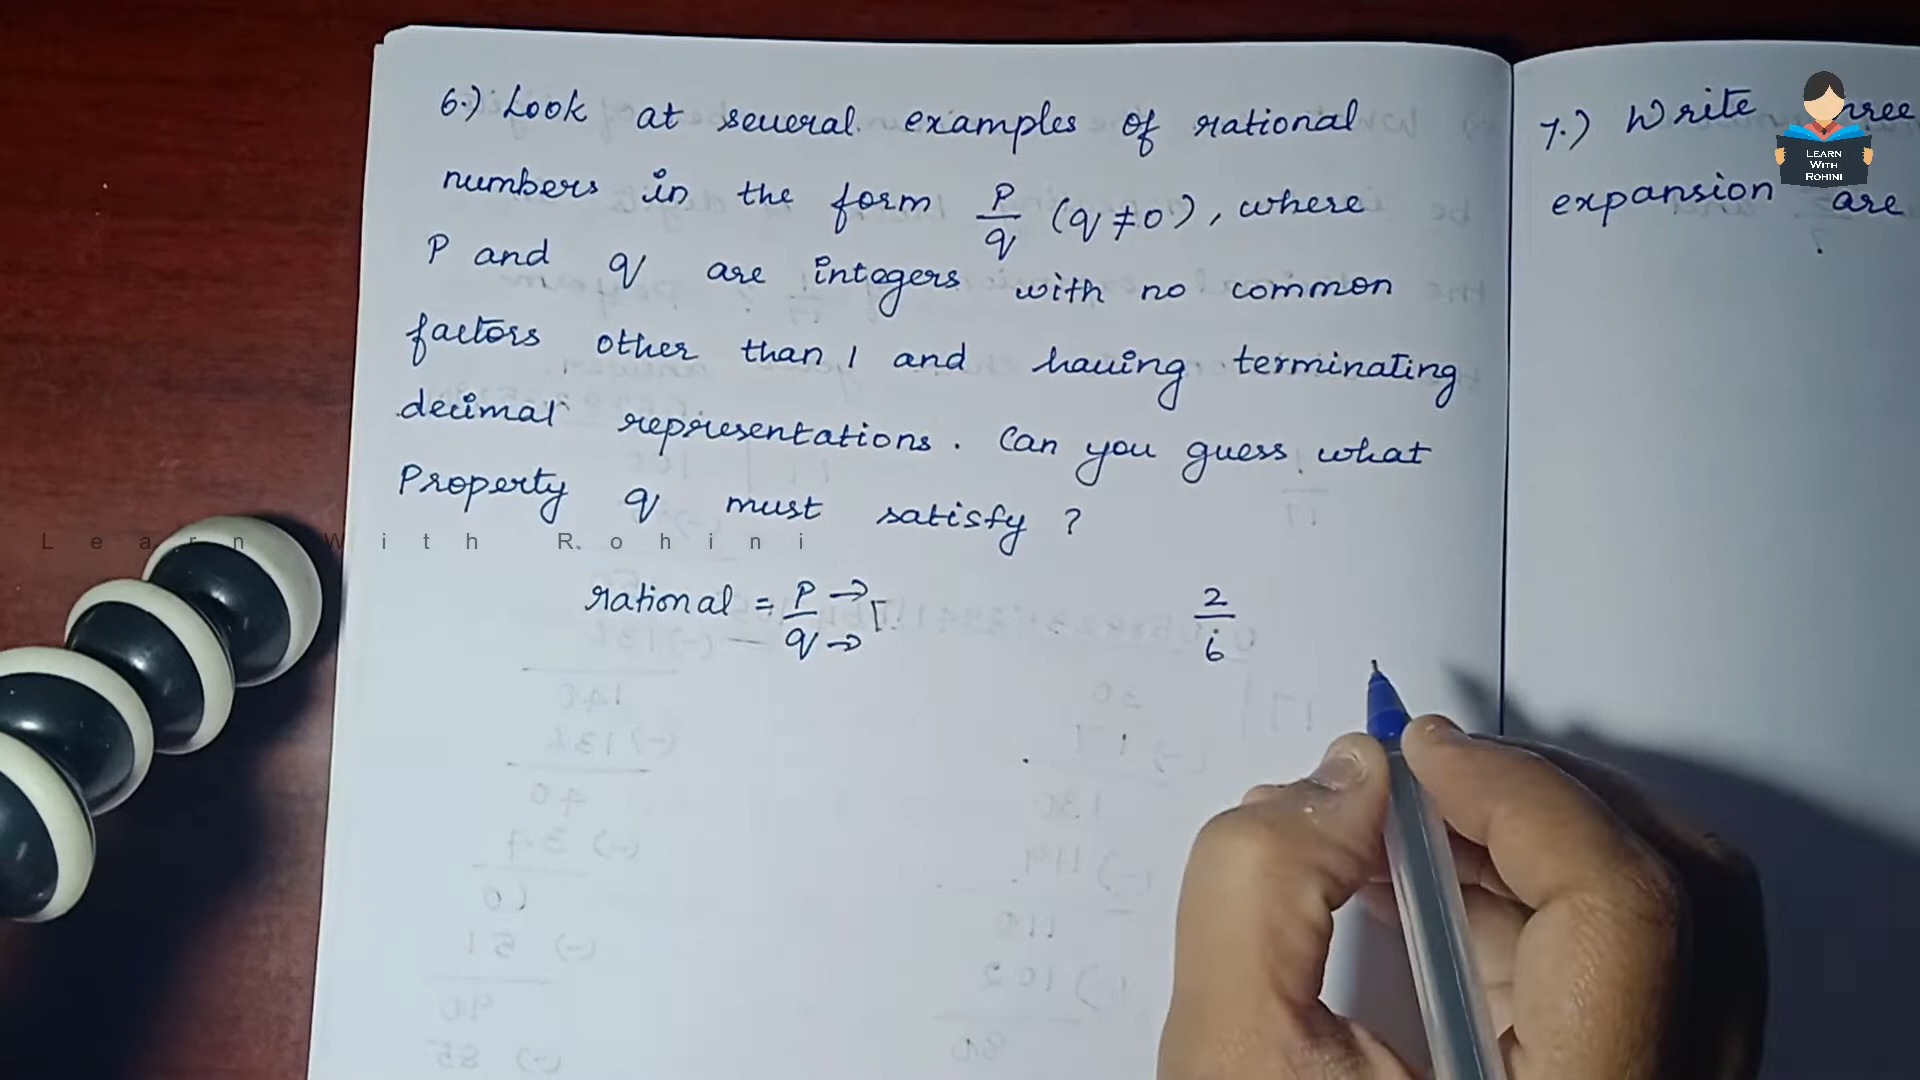 6.) Look at several examples of rational
numbers in the form P/q (q ≠ 0), where
P and q are integers with no common
factors other than 1 and having terminating
decimal representations. Can you guess what
Property q must satisfy ?
rational = P/q → →
2/6
7.) Write
expansion are
LEARN
WITH
ROHINI
Learn With Rohini